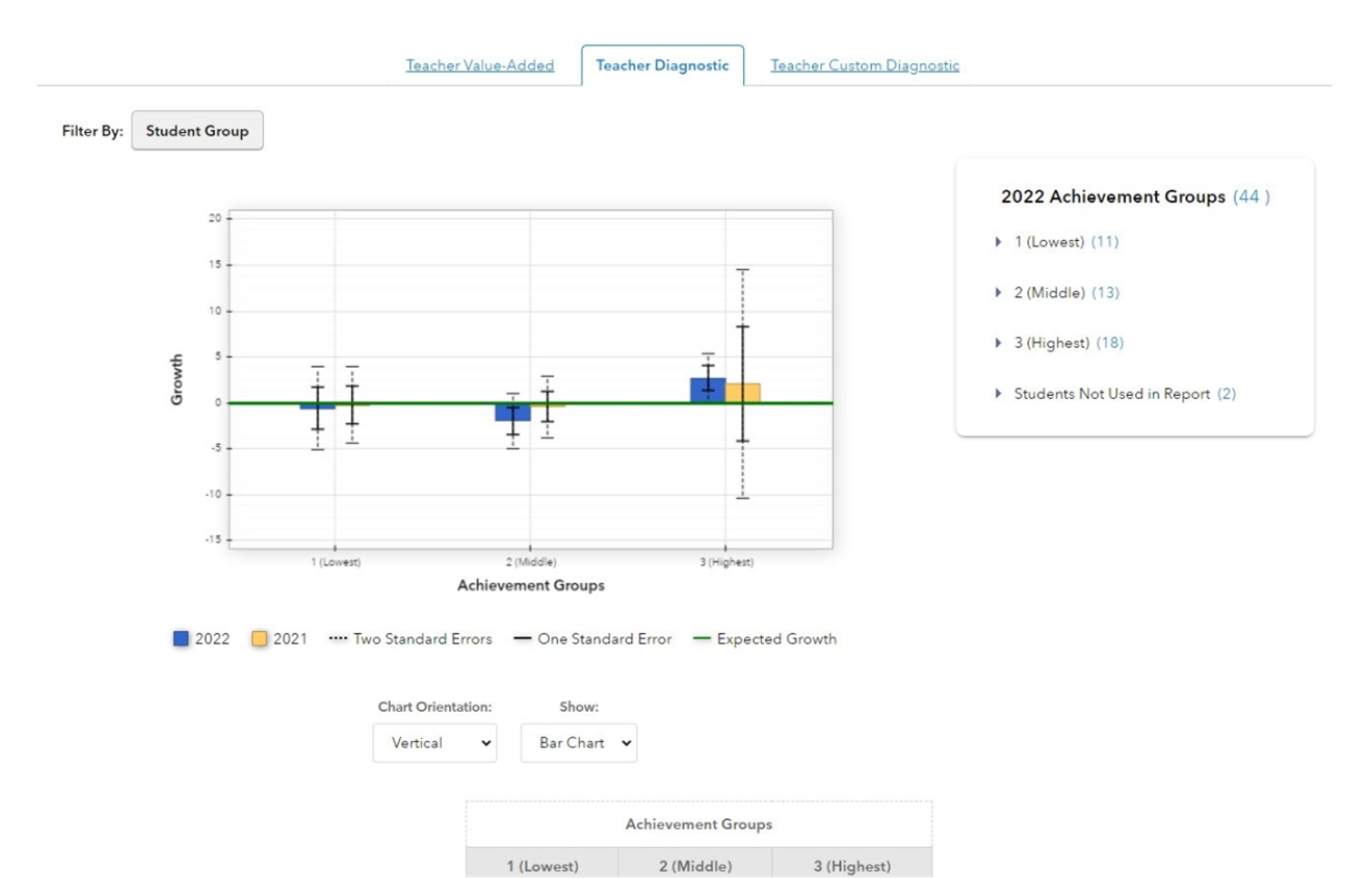 Teacher Value-Added Teacher Diagnostic Teacher Custom Diagnostic
Filter By: Student Group
2022 Achievement Groups (44 )
1 (Lowest) (11)
2 (Middle) (13)
3 (Highest) (18)
Students Not Used in Report (2)
Growth
20
15
10
5
0
-5
-10
-15
1 (Lowest) 2 (Middle) 3 (Highest)
Achievement Groups
2022 2021 Two Standard Errors One Standard Error Expected Growth
Chart Orientation: Show:
Vertical Bar Chart
Achievement Groups
1 (Lowest) 2 (Middle) 3 (Highest)